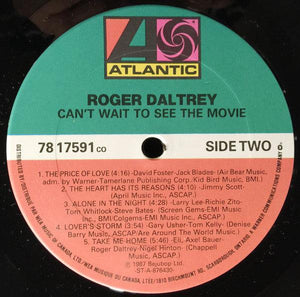 ATLANTIC
ROGER DALTREY
CAN'T WAIT TO SEE THE MOVIE
78 17591 CO
SIDE TWO
1. THE PRICE OF LOVE (4:16)-David Foster-Jack Blades- (Air Bear Music,
adm. by Warner-Tamerlane Publishing Corp. Kid Bird Music, BMI.)
2. THE HEART HAS ITS REASONS (4:10)- Jimmy Scott-
(April Music Inc., ASCAP.)
3. ALONE IN THE NIGHT (4:28)- Larry Lee-Richie Zito-
Tom Whitlock-Steve Bates- (Screen Gems-EMI Music Inc.,
BMI/Colgems-EMI Music Inc., ASCAP.)
4. LOVER'S STORM (3:54)- Gary Usher-Tom Kelly- (Denise
Barry Music, Are Around The World Music, ASCAP.)
5. TAKE ME HOME (5:46)- Eli, Axel Bauer-
Roger Daltrey-Nigel Hinton- (Chappell
Music, ASCAP.)
℗ 1987 Bejubop Ltd.
ST-A-876430